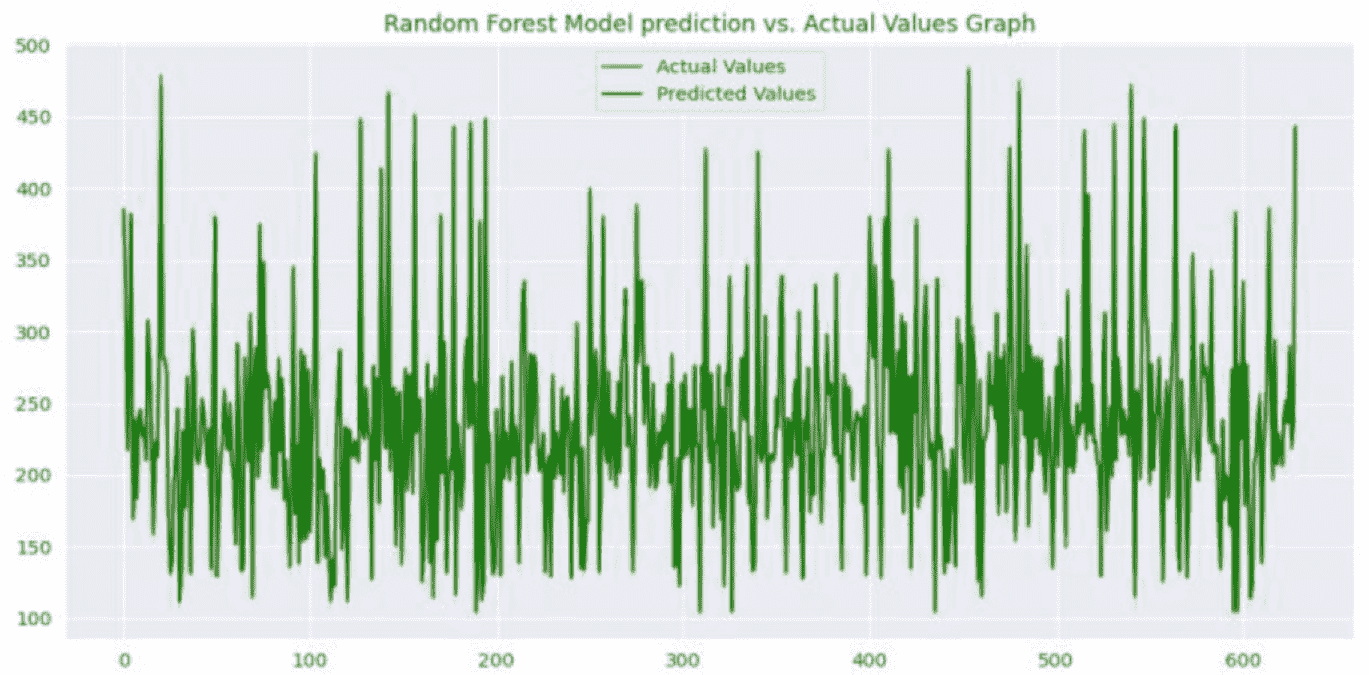 Random Forest Model prediction vs. Actual Values Graph
500
Actual Values
Predicted Values
450
400
350
300
250
200
150
100
0 100 200 300 400 500 600